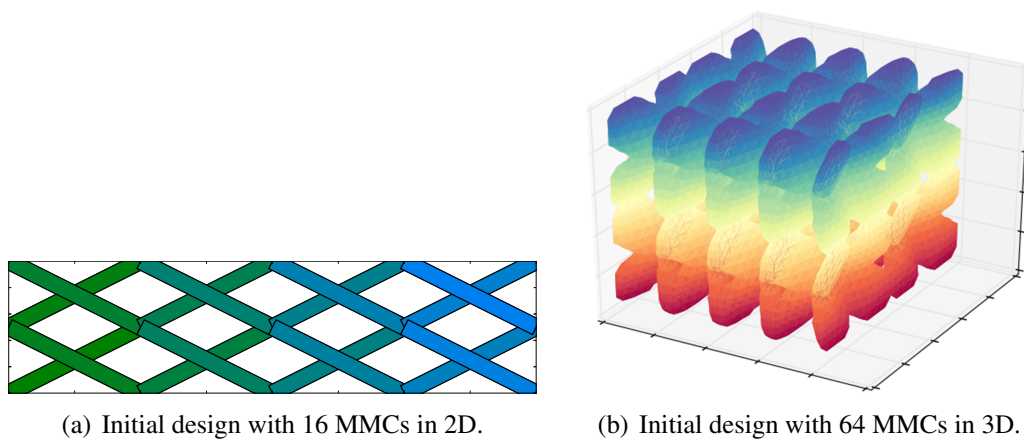 (a) Initial design with 16 MMCs in 2D.
(b) Initial design with 64 MMCs in 3D.